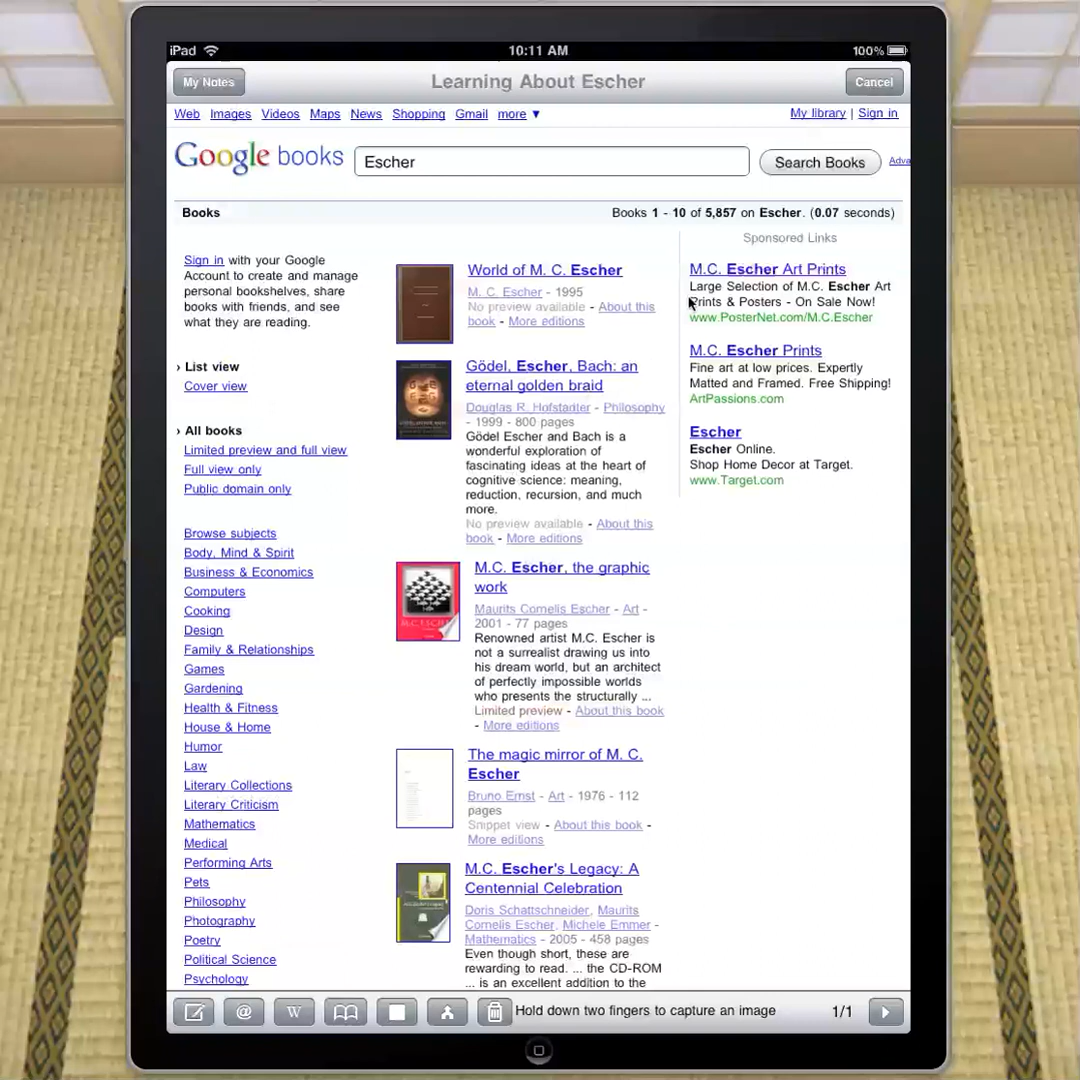 iPad
10:11 AM
100%
My Notes
Learning About Escher
Cancel
Web Images Videos Maps News Shopping Gmail more ▼
My library | Sign in
Google books
Escher
Search Books
Adva
Books
Books 1 - 10 of 5,857 on Escher. (0.07 seconds)
Sign in with your Google
Account to create and manage
personal bookshelves, share
books with friends, and see
what they are reading.
› List view
Cover view
› All books
Limited preview and full view
Full view only
Public domain only
Browse subjects
Body, Mind & Spirit
Business & Economics
Computers
Cooking
Design
Family & Relationships
Games
Gardening
Health & Fitness
House & Home
Humor
Law
Literary Collections
Literary Criticism
Mathematics
Medical
Performing Arts
Pets
Philosophy
Photography
Poetry
Political Science
Psychology
World of M. C. Escher
M. C. Escher - 1995
No preview available - About this
book - More editions
Gödel, Escher, Bach: an
eternal golden braid
Douglas R. Hofstadter - Philosophy
- 1999 - 800 pages
Gödel Escher and Bach is a
wonderful exploration of
fascinating ideas at the heart of
cognitive science: meaning,
reduction, recursion, and much
more.
No preview available - About this
book - More editions
M.C. Escher, the graphic
work
Maurits Cornelis Escher - Art -
2001 - 77 pages
Renowned artist M.C. Escher is
not a surrealist drawing us into
his dream world, but an architect
of perfectly impossible worlds
who presents the structurally ...
Limited preview - About this book
- More editions
The magic mirror of M. C.
Escher
Bruno Ernst - Art - 1976 - 112
pages
Snippet view - About this book -
More editions
M.C. Escher's Legacy: A
Centennial Celebration
Doris Schattschneider, Maurits
Cornelis Escher, Michele Emmer -
Mathematics - 2005 - 458 pages
Even though short, these are
rewarding to read. ... the CD-ROM
... is an excellent addition to the
Sponsored Links
M.C. Escher Art Prints
Large Selection of M.C. Escher Art
Prints & Posters - On Sale Now!
www.PosterNet.com/M.C.Escher
M.C. Escher Prints
Fine art at low prices. Expertly
Matted and Framed. Free Shipping!
ArtPassions.com
Escher
Escher Online.
Shop Home Decor at Target.
www.Target.com
@
W
Hold down two fingers to capture an image
1/1